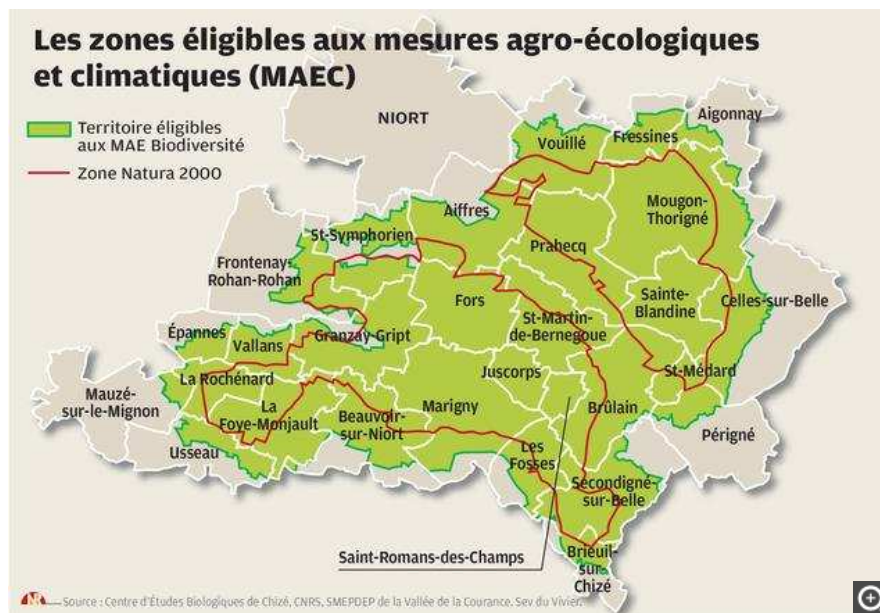 Les zones éligibles aux mesures agro-écologiques
et climatiques (MAEC)
Territoire éligibles
aux MAE Biodiversité
Zone Natura 2000
NIORT
Aigonnay
Vouillé
Fressines
Mougon-
Thorigné
Aiffres
St-Symphorien
Prahecq
Frontenay-
Rohan-Rohan
Fors
Sainte-
Blandine
Celles-sur-Belle
St-Martin-
de-Bernegoue
Épannes
Vallans
Granzay-Gript
Juscorps
St-Médard
La Rochénard
Mauzé-
sur-le-Mignon
La
Foye-Monjault
Beauvoir-
sur-Niort
Marigny
Brûlain
Périgné
Usseau
Les
Fosses
Secondigné-
sur-Belle
Saint-Romans-des-Champs
Brieuil-
sur-
Chizé
Source : Centre d'Études Biologiques de Chizé, CNRS, SMEPDEP de la Vallée de la Courance. Sev du Vivier.